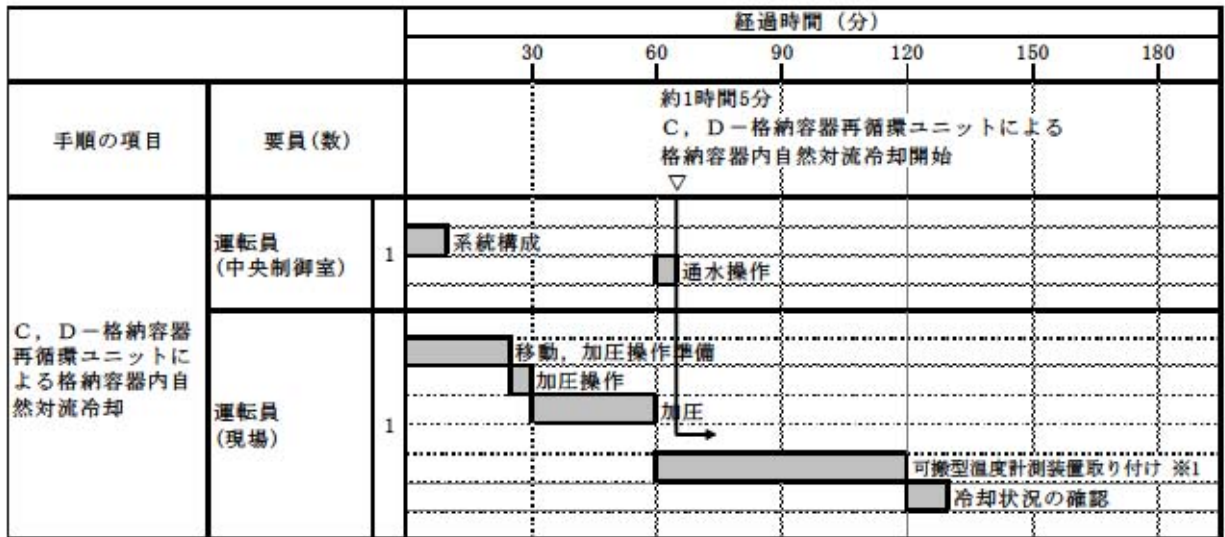 経過時間（分）
30 60 90 120 150 180
手順の項目
要員(数)
約1時間5分
Ｃ，Ｄ－格納容器再循環ユニットによる
格納容器内自然対流冷却開始
▽
Ｃ，Ｄ－格納容器
再循環ユニットに
よる格納容器内自
然対流冷却
運転員
(中央制御室)
1
系統構成
通水操作
運転員
(現場)
1
移動，加圧操作準備
加圧操作
加圧
可搬型温度計測装置取り付け ※1
冷却状況の確認